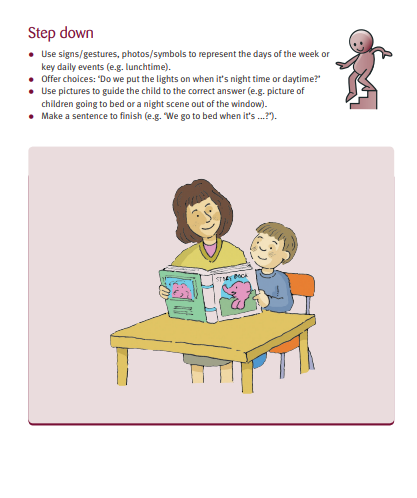 Step down
• Use signs/gestures, photos/symbols to represent the days of the week or
key daily events (e.g. lunchtime).
• Offer choices: ‘Do we put the lights on when it’s night time or daytime?’
• Use pictures to guide the child to the correct answer (e.g. picture of
children going to bed or a night scene out of the window).
• Make a sentence to finish (e.g. ‘We go to bed when it’s ...?’).
STORY BOOK